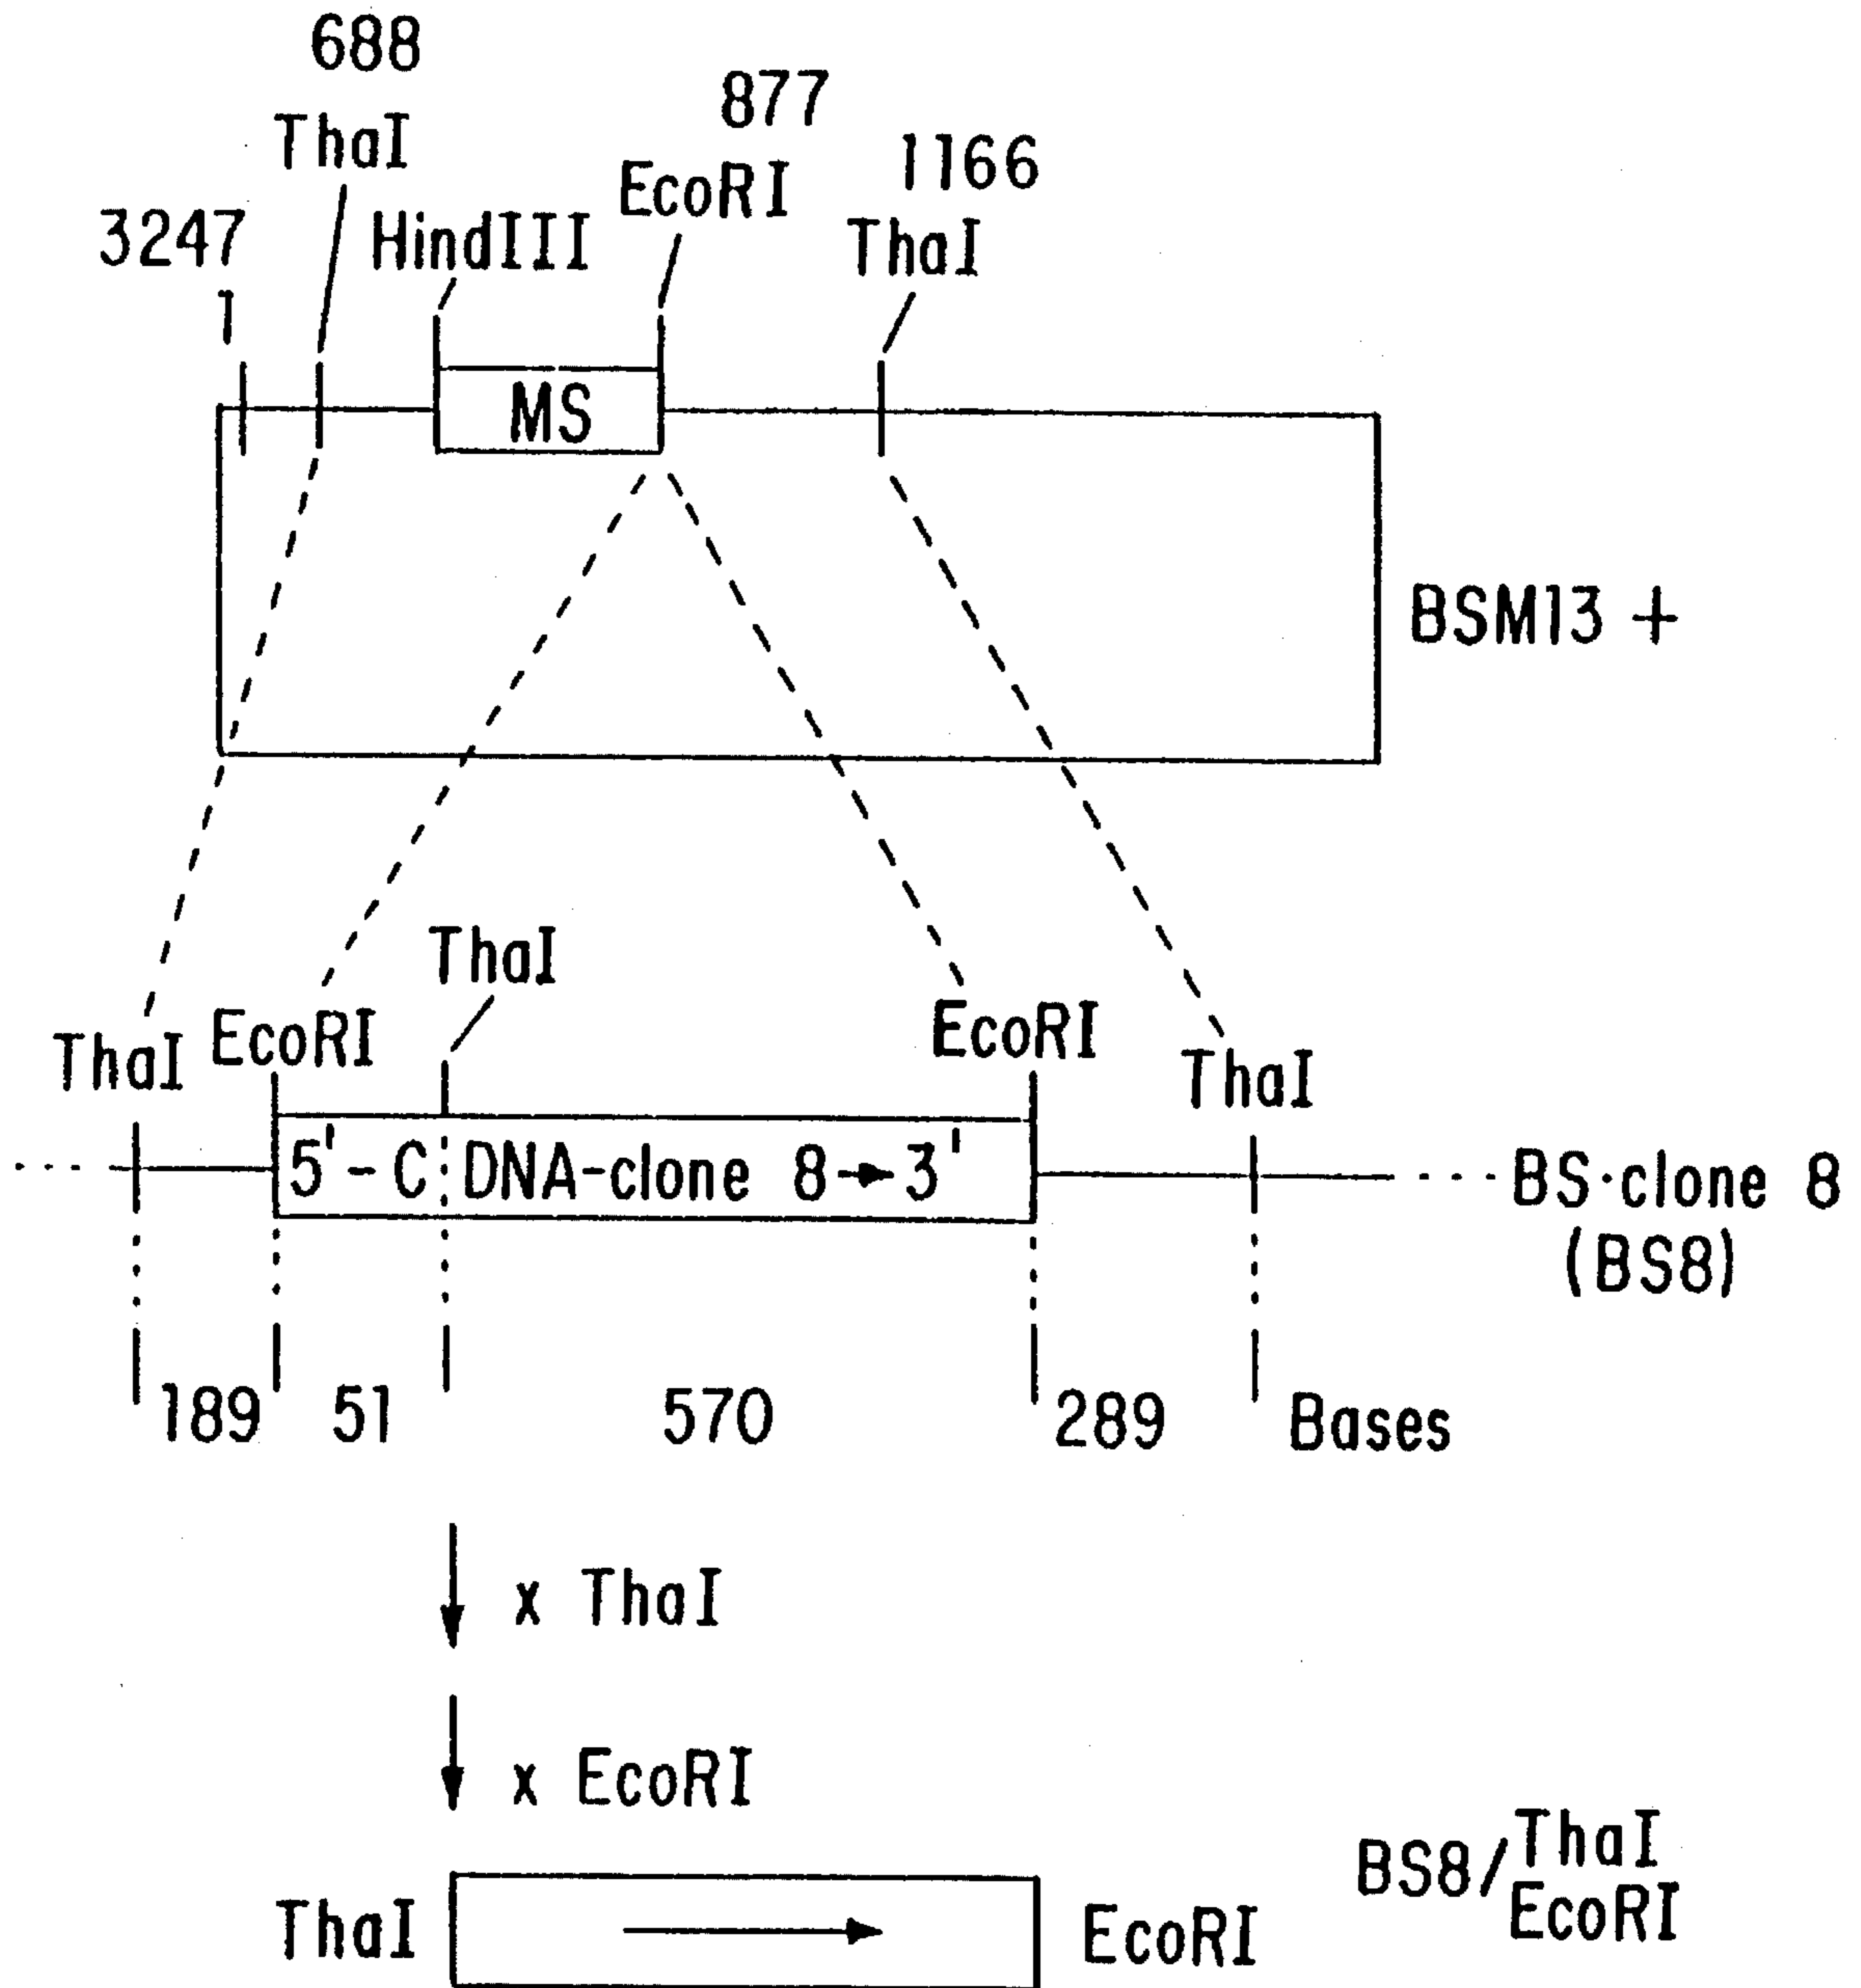 688
ThaI
877
EcoRI
1166
ThaI
3247
1
HindIII
MS
BSM13 +
ThaI
EcoRI
ThaI
EcoRI
ThaI
5' - C DNA-clone 8→3'
BS·clone 8
(BS8)
189 51 570 289 Bases
x ThaI
x EcoRI
ThaI → EcoRI
BS8/ThaI
EcoRI